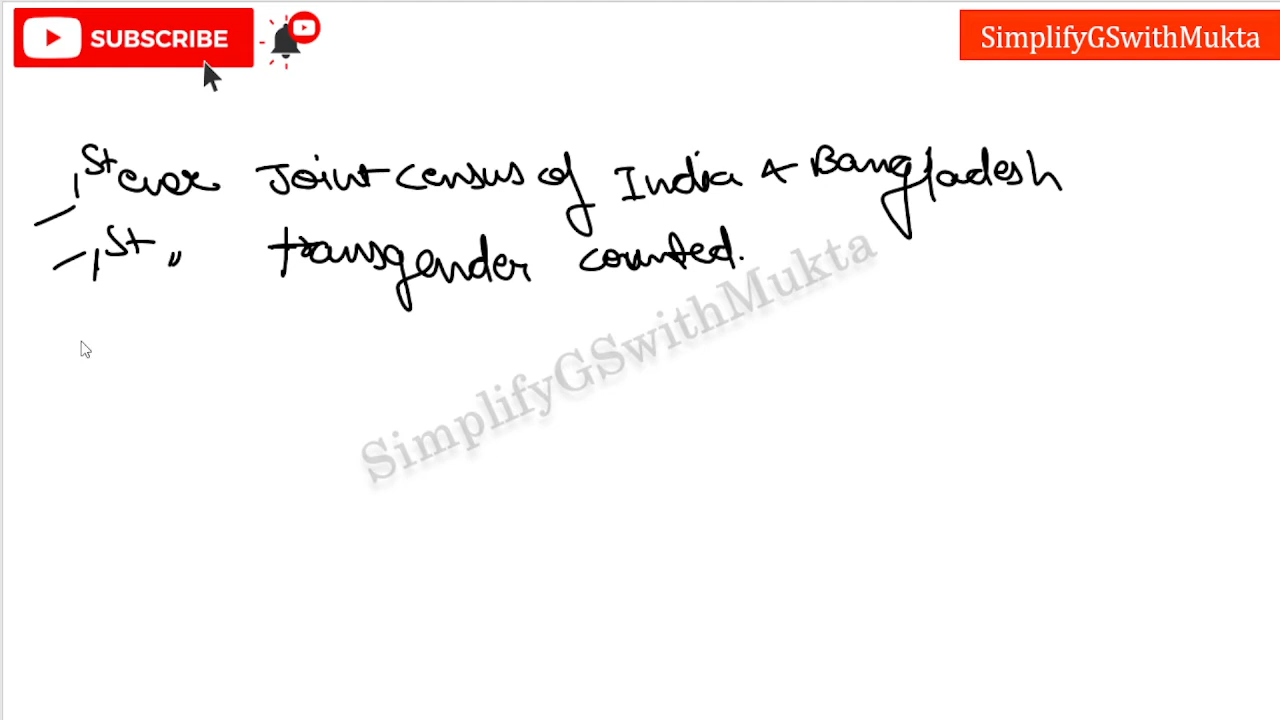 SUBSCRIBE
SimplifyGSwithMukta
1st ever Joint census of India & Bangladesh
1st " transgender counted.
SimplifyGSwithMukta